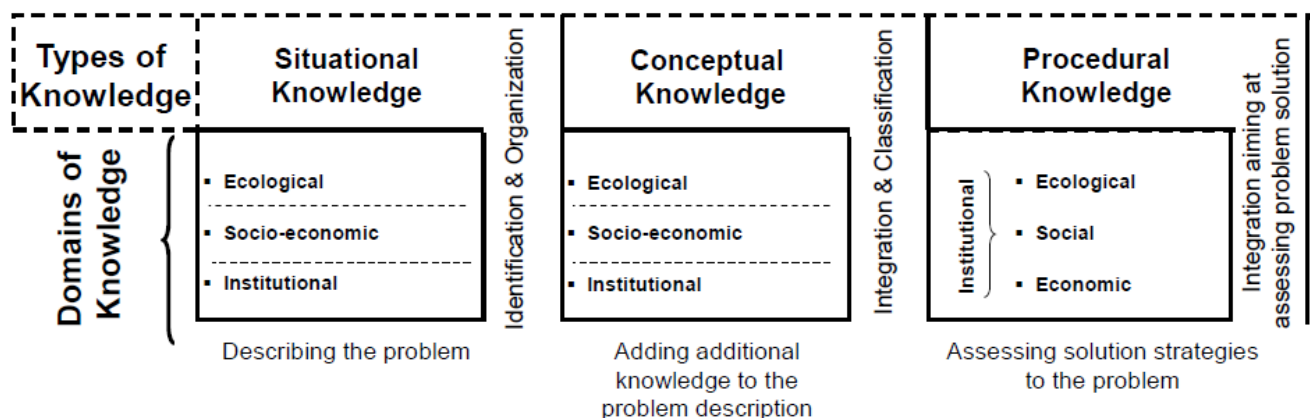 Types of
Knowledge
Situational
Knowledge
Identification & Organization
Conceptual
Knowledge
Integration & Classification
Procedural
Knowledge
Integration aiming at
assessing problem solution
Domains of
Knowledge
▪ Ecological
▪ Socio-economic
▪ Institutional
▪ Ecological
▪ Socio-economic
▪ Institutional
Institutional
▪ Ecological
▪ Social
▪ Economic
Describing the problem
Adding additional
knowledge to the
problem description
Assessing solution strategies
to the problem